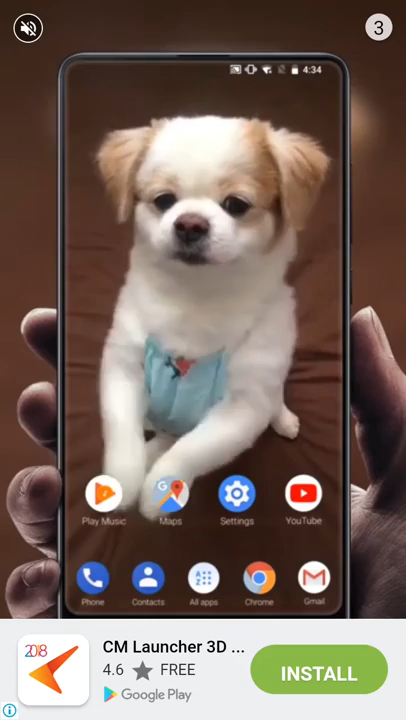 3
4:34
Play Music
Maps
Settings
YouTube
Phone
Contacts
All apps
Chrome
Gmail
2018
CM Launcher 3D ...
4.6 ★ FREE
Google Play
INSTALL